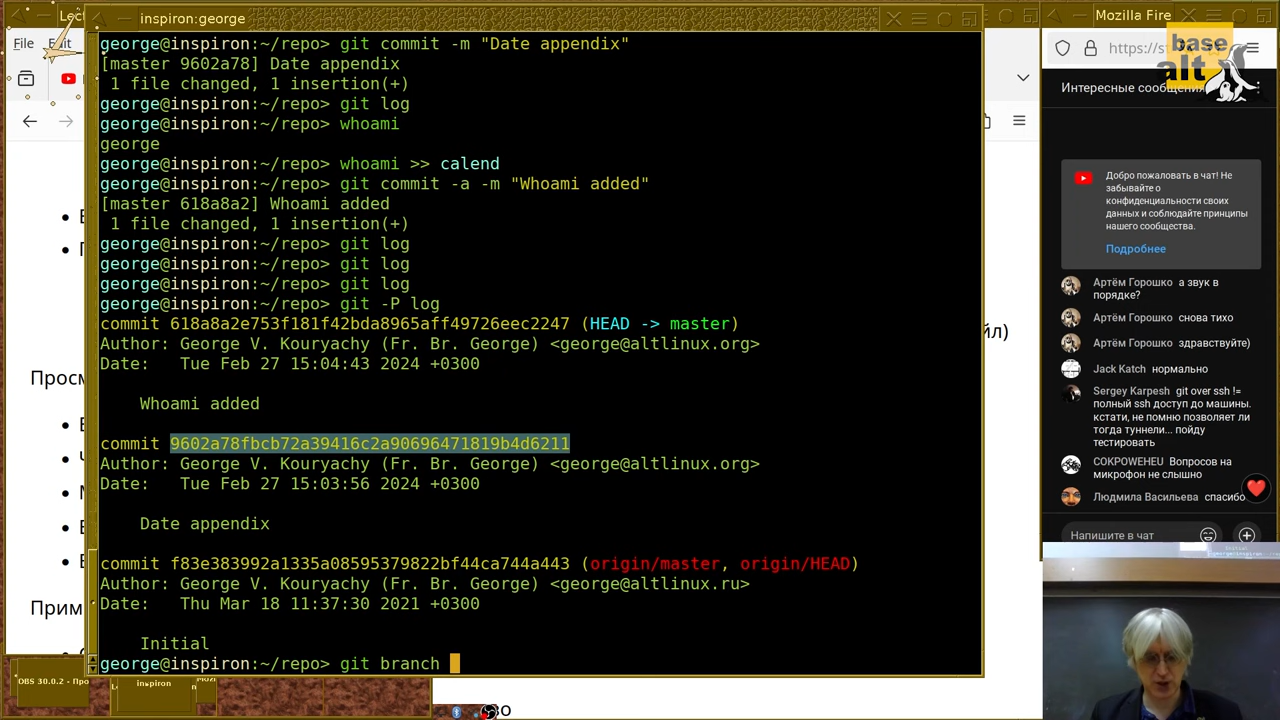 Lect
inspiron:george
Mozilla Fire
File Edit
https://s
base
alt
george@inspiron:~/repo> git commit -m "Date appendix"
[master 9602a78] Date appendix
 1 file changed, 1 insertion(+)
george@inspiron:~/repo> git log
george@inspiron:~/repo> whoami
george
george@inspiron:~/repo> whoami >> calend
george@inspiron:~/repo> git commit -a -m "Whoami added"
[master 618a8a2] Whoami added
 1 file changed, 1 insertion(+)
george@inspiron:~/repo> git log
george@inspiron:~/repo> git log
george@inspiron:~/repo> git log
george@inspiron:~/repo> git -P log
commit 618a8a2e753f181f42bda8965aff49726eec2247 (HEAD -> master)
Author: George V. Kouryachy (Fr. Br. George) <george@altlinux.org>
Date:   Tue Feb 27 15:04:43 2024 +0300
    Whoami added
commit 9602a78fbcb72a39416c2a90696471819b4d6211
Author: George V. Kouryachy (Fr. Br. George) <george@altlinux.org>
Date:   Tue Feb 27 15:03:56 2024 +0300
    Date appendix
commit f83e383992a1335a08595379822bf44ca744a443 (origin/master, origin/HEAD)
Author: George V. Kouryachy (Fr. Br. George) <george@altlinux.ru>
Date:   Thu Mar 18 11:37:30 2021 +0300
    Initial
george@inspiron:~/repo> git branch
Просм
Прим
йл)
во
OBS 30.0.2 - Про
inspiron
Интересные сообщения
Добро пожаловать в чат! Не
забывайте о
конфиденциальности своих
данных и соблюдайте принципы
нашего сообщества.
Подробнее
Артём Горошко а звук в
порядке?
Артём Горошко снова тихо
Артём Горошко здравствуйте)
Jack Katch нормально
Sergey Karpesh git over ssh !=
полный ssh доступ до машины.
кстати, не помню позволяет ли
тогда туннели... пойду
тестировать
COKPOWEHEU Вопросов на
микрофон не слышно
Людмила Васильева спасибо
Напишите в чат